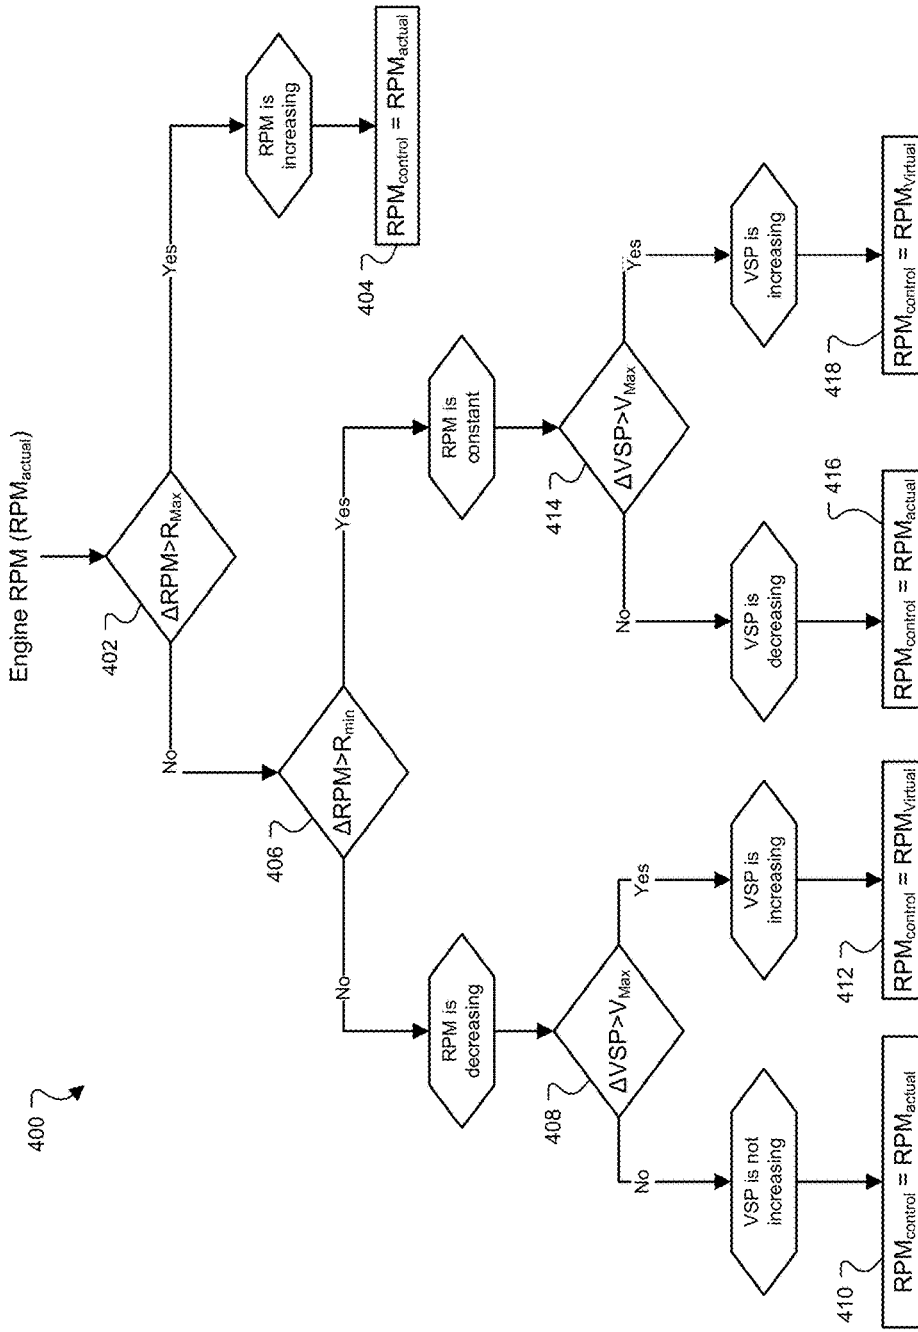 400
Engine RPM (RPMactual)
402
ΔRPM>RMax
No
Yes
RPM is
increasing
404
RPMcontrol = RPMactual
406
ΔRPM>Rmin
No
Yes
RPM is
decreasing
RPM is
constant
408
ΔVSP>VMax
No
Yes
414
ΔVSP>VMax
No
Yes
VSP is not
increasing
VSP is
increasing
VSP is
decreasing
VSP is
increasing
410
RPMcontrol = RPMactual
412
RPMcontrol = RPMVirtual
416
RPMcontrol = RPMactual
418
RPMcontrol = RPMVirtual